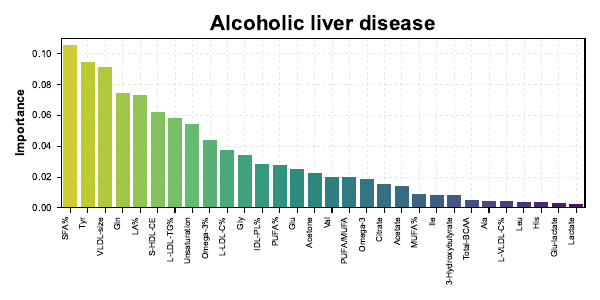 Alcoholic liver disease
Importance
0.10
0.08
0.06
0.04
0.02
0.00
SFA%
Tyr
VLDL-size
Gln
LA%
S-HDL-CE
L-LDL-TG%
Unsaturation
Omega-3%
L-LDL-C%
Gly
IDL-PL%
PUFA%
Glu
Acetone
Val
PUFA/MUFA
Omega-3
Citrate
Acetate
MUFA%
Ile
3-Hydroxybutyrate
Total-BCAA
Ala
L-VLDL-C%
Leu
His
Glu-lactate
Lactate